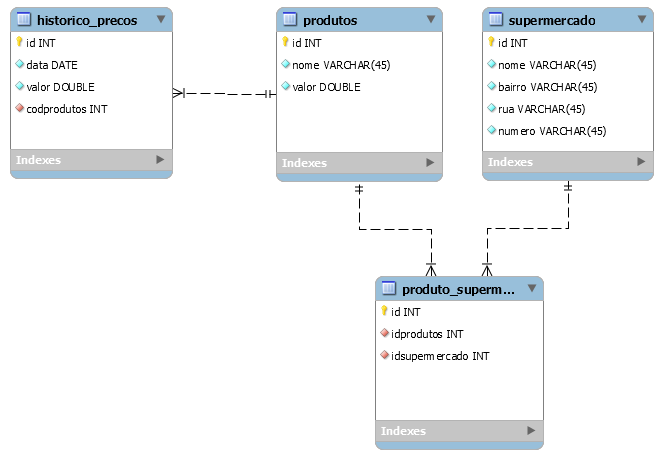 historico_precos
id INT
data DATE
valor DOUBLE
codprodutos INT
Indexes
produtos
id INT
nome VARCHAR(45)
valor DOUBLE
Indexes
supermercado
id INT
nome VARCHAR(45)
bairro VARCHAR(45)
rua VARCHAR(45)
numero VARCHAR(45)
Indexes
produto_superm...
id INT
idprodutos INT
idsupermercado INT
Indexes